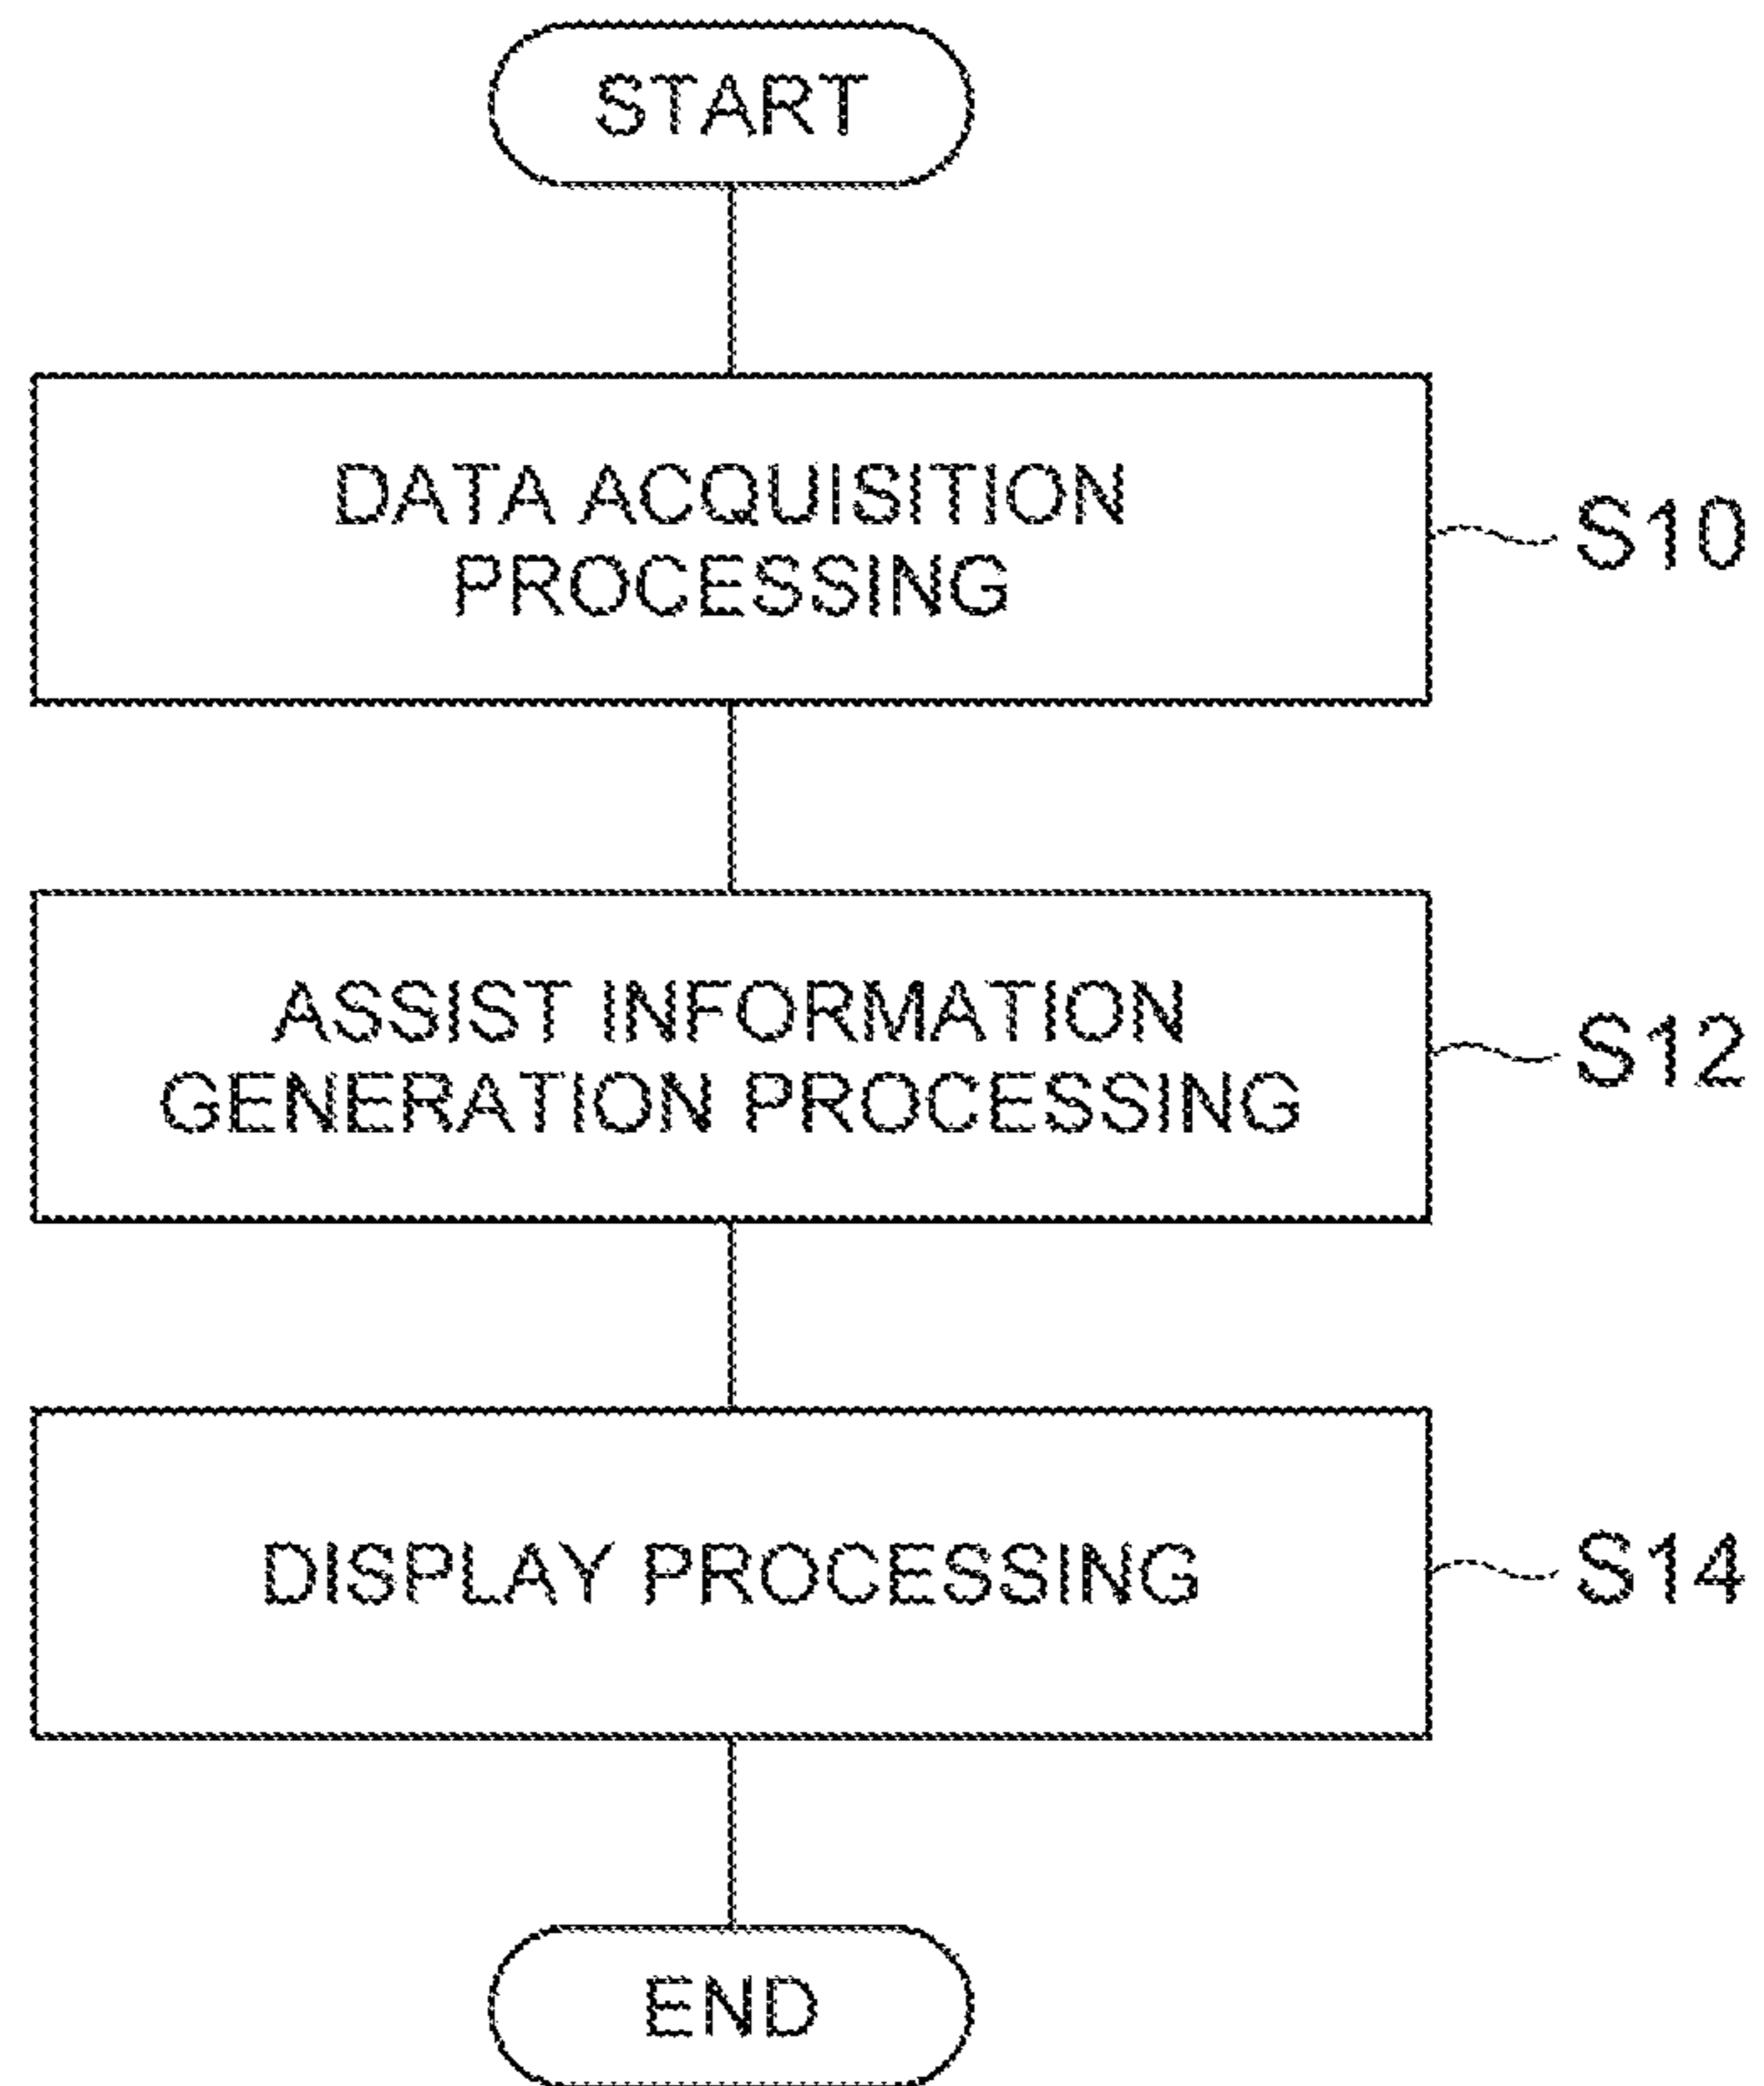 START
DATA ACQUISITION
PROCESSING
S10
ASSIST INFORMATION
GENERATION PROCESSING
S12
DISPLAY PROCESSING
S14
END